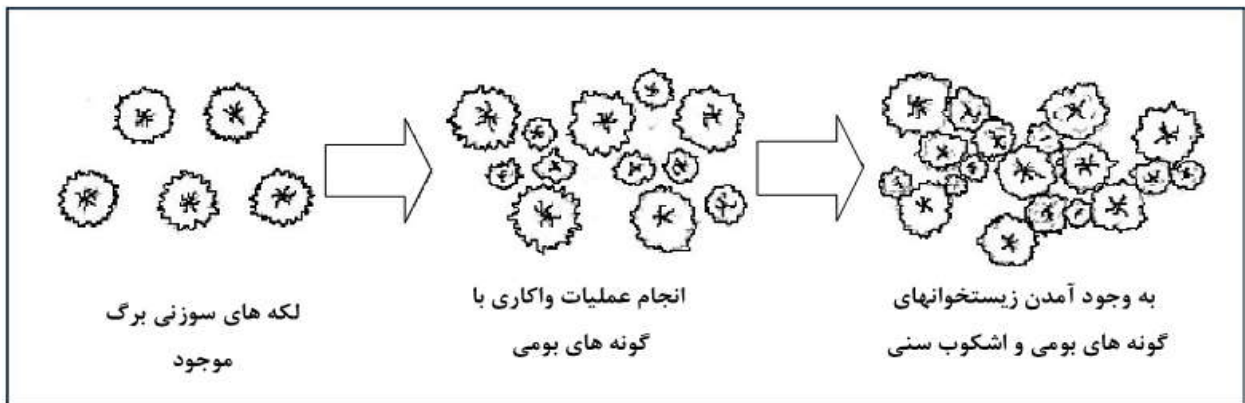 به وجود آمدن زیستخوانهای
گونه های بومی و اشکوب سنی
انجام عملیات واکاری با
گونه های بومی
لکه های سوزنی برگ
موجود